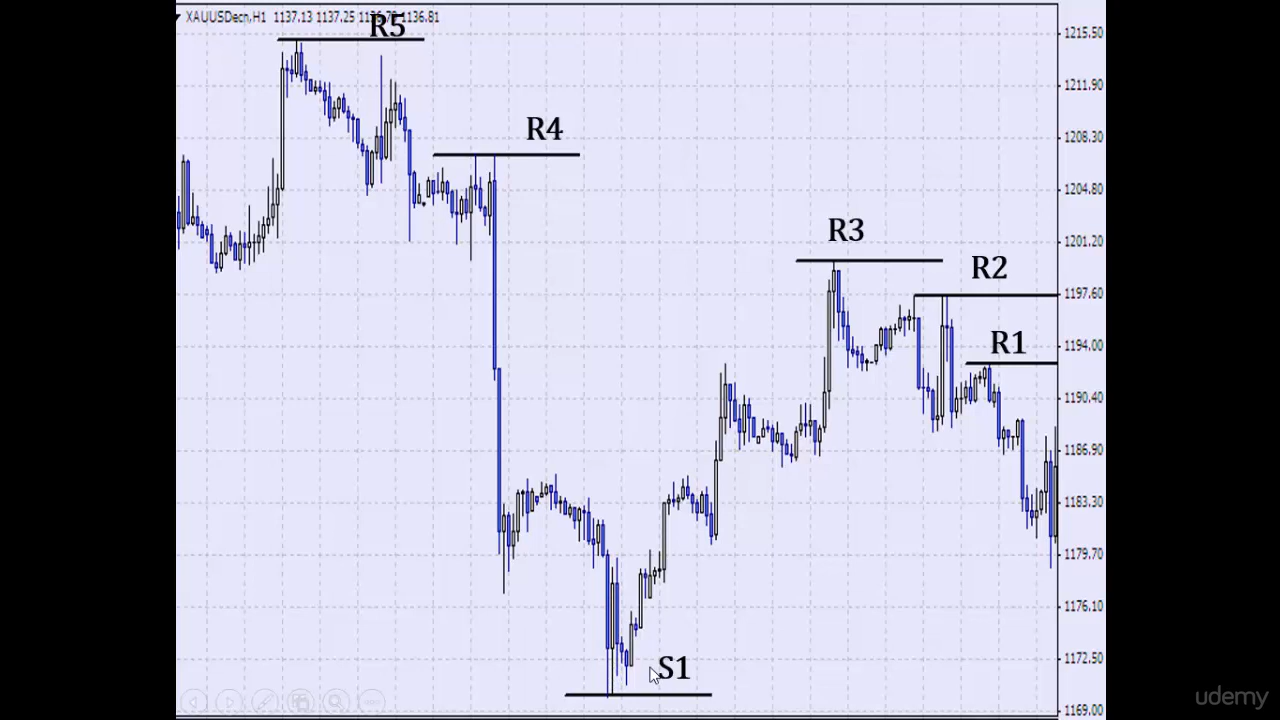 XAUUSDecn,H1 1137.13 1137.25 1136.81
R5
1215.50
1211.90
R4
1208.30
1204.80
R3
1201.20
R2
1197.60
R1
1194.00
1190.40
1186.90
1183.30
1179.70
1176.10
S1
1172.50
1169.00
udemy